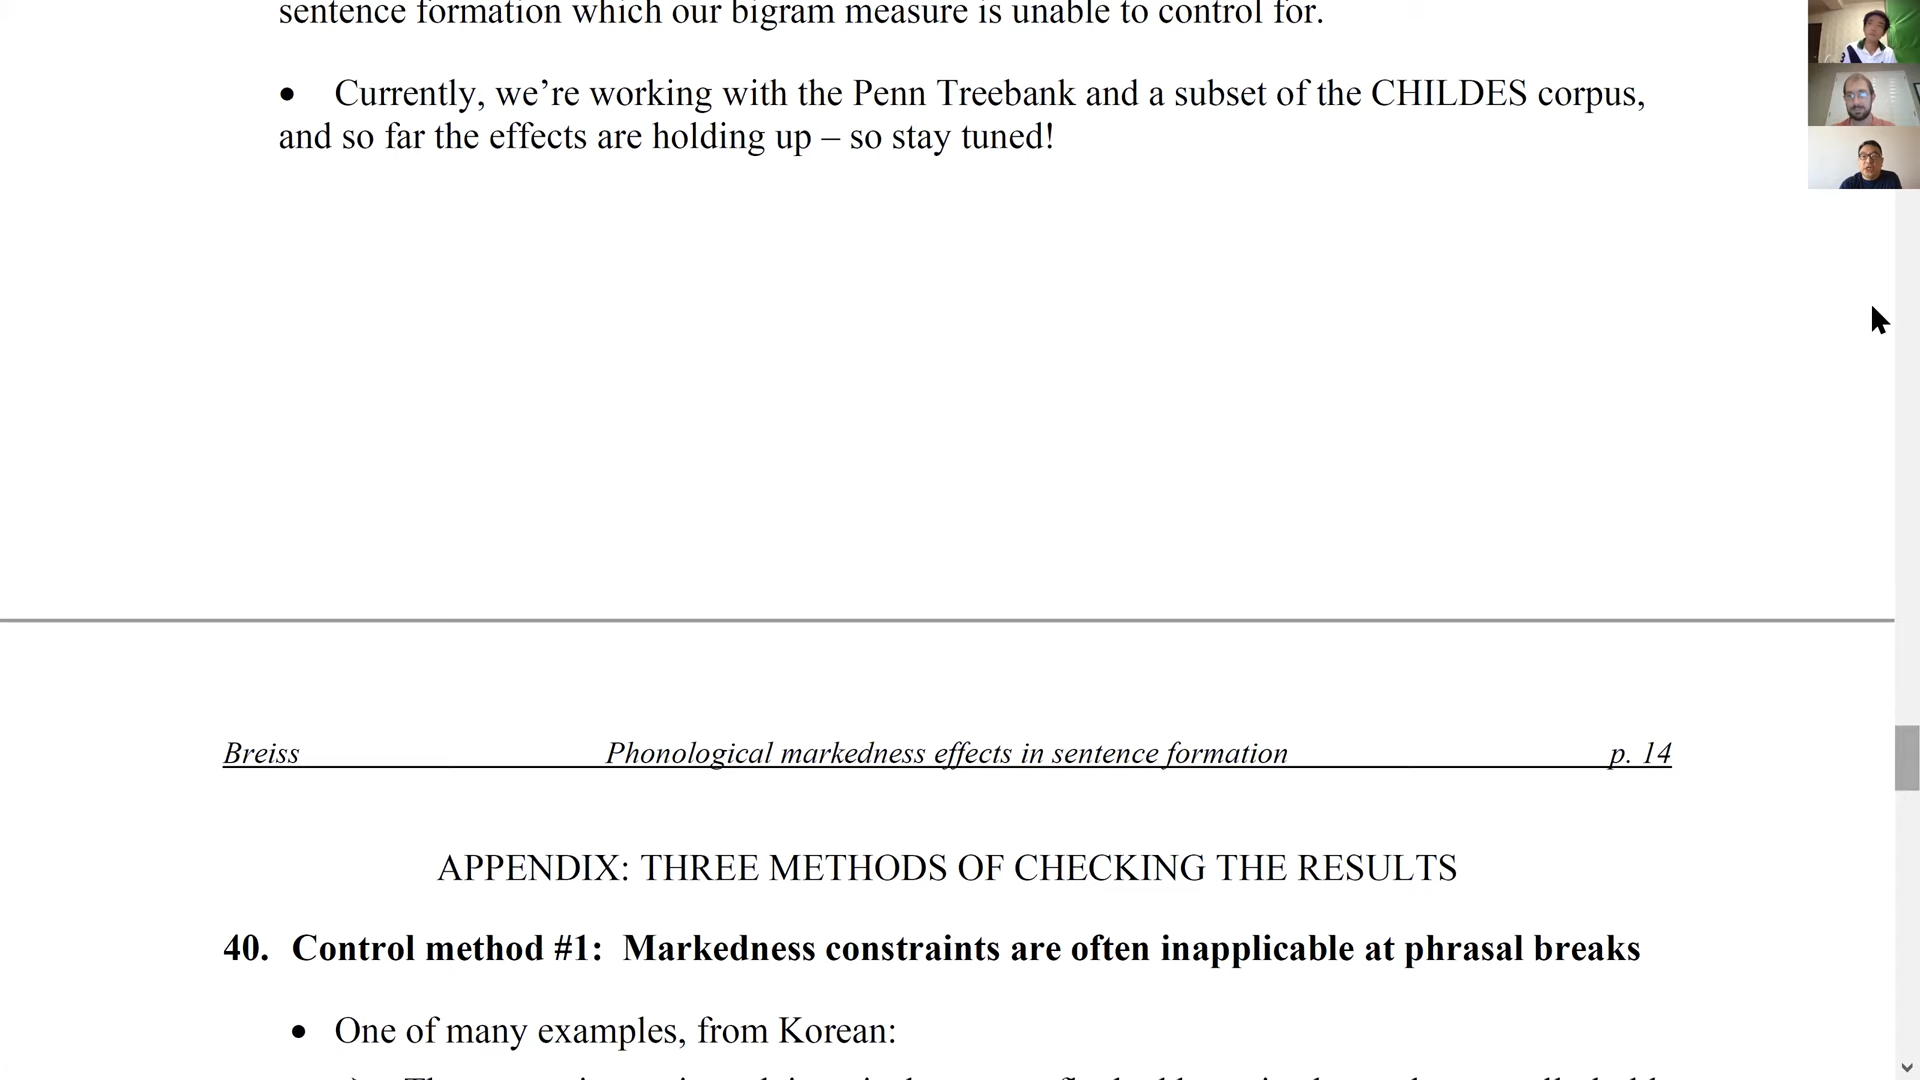 sentence formation which our bigram measure is unable to control for.
• Currently, we’re working with the Penn Treebank and a subset of the CHILDES corpus,
and so far the effects are holding up – so stay tuned!
Breiss Phonological markedness effects in sentence formation p. 14
APPENDIX: THREE METHODS OF CHECKING THE RESULTS
40. Control method #1: Markedness constraints are often inapplicable at phrasal breaks
• One of many examples, from Korean: